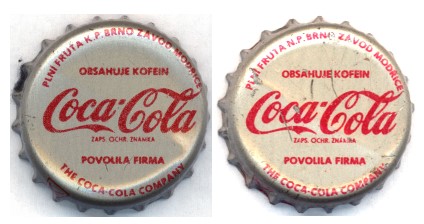 PLNÍ FRUTA K.P. BRNO ZÁVOD MODŘICE
OBSAHUJE KOFEIN
Coca-Cola
ZAPS. OCHR. ZNÁMKA
POVOLILA FIRMA
THE COCA-COLA COMPANY
PLNÍ FRUTA N.P. BRNO ZÁVOD MODŘICE
OBSAHUJE KOFEIN
Coca-Cola
ZAPS. OCHR. ZNÁMKA
POVOLILA FIRMA
THE COCA-COLA COMPANY